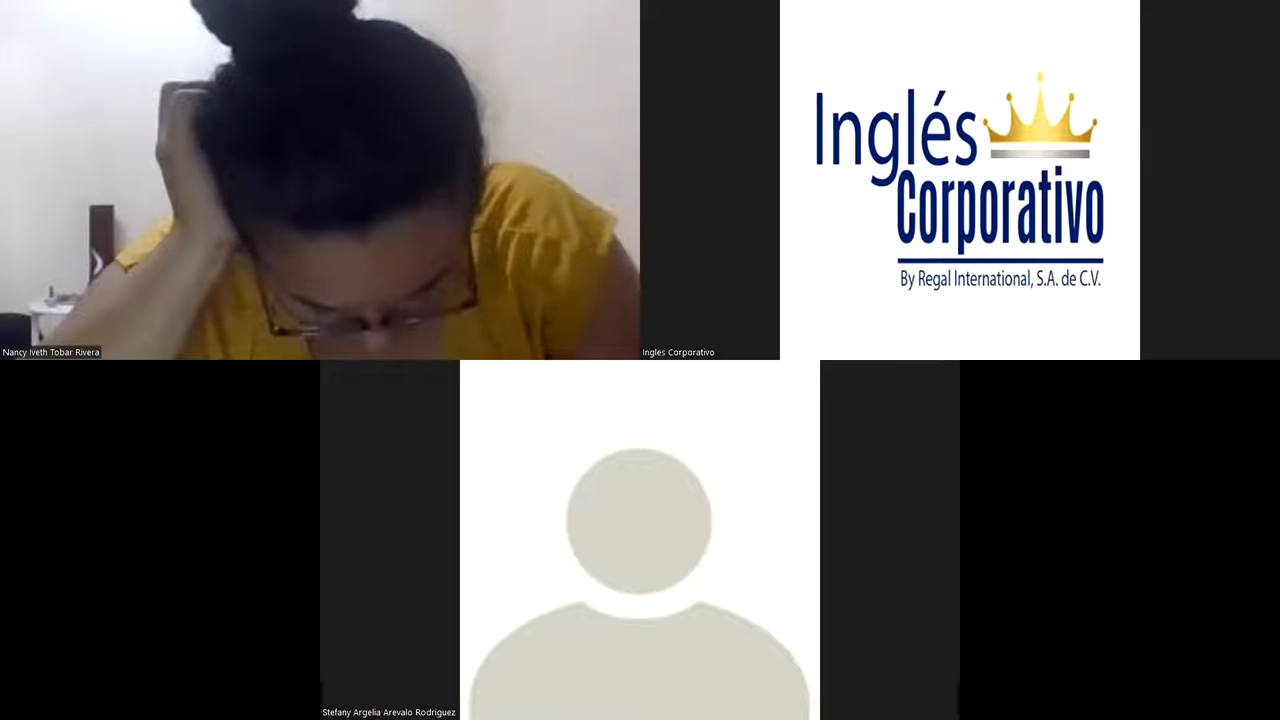 Inglés
Corporativo
By Regal International, S.A. de C.V.
Nancy Iveth Tobar Rivera
Ingles Corporativo
Stefany Argelia Arevalo Rodriguez